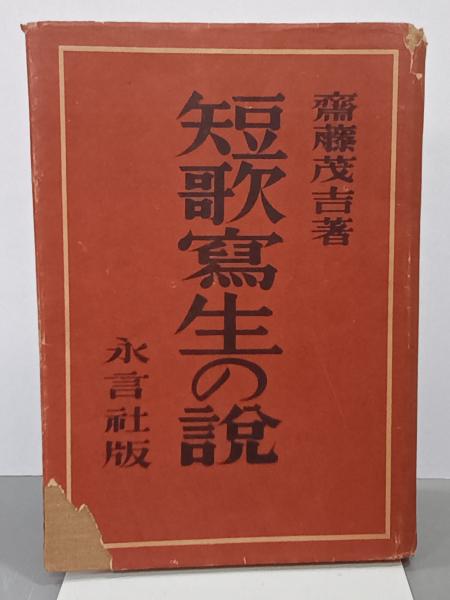 齋藤茂吉著
短歌寫生の說
永言社版